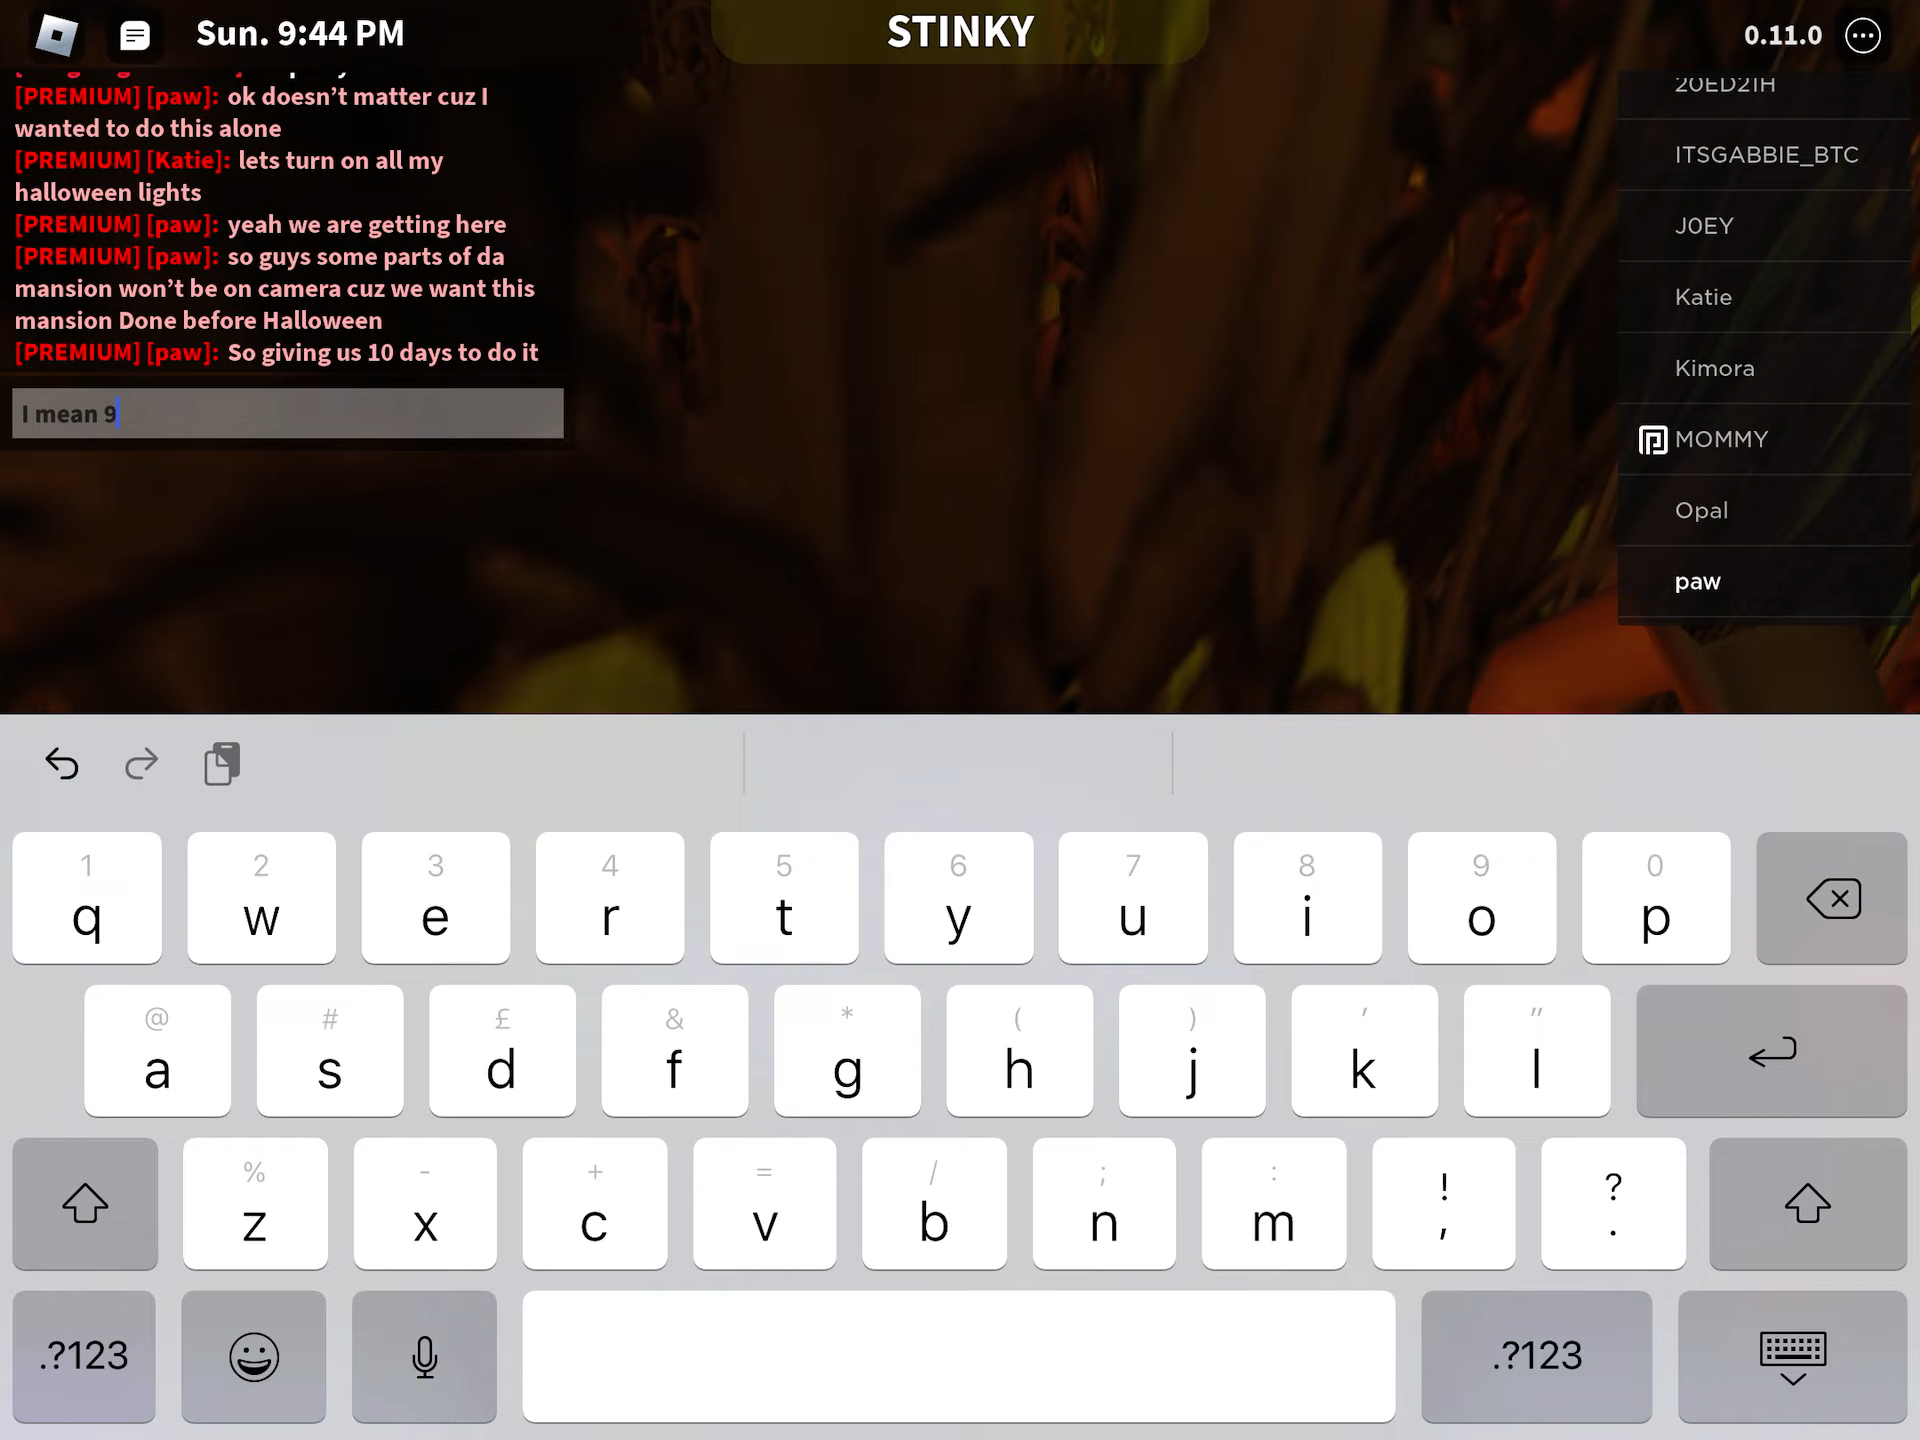 Sun. 9:44 PM
STINKY
0.11.0
[PREMIUM] [paw]: ok doesn’t matter cuz I
wanted to do this alone
[PREMIUM] [Katie]: lets turn on all my
halloween lights
[PREMIUM] [paw]: yeah we are getting here
[PREMIUM] [paw]: so guys some parts of da
mansion won’t be on camera cuz we want this
mansion Done before Halloween
[PREMIUM] [paw]: So giving us 10 days to do it
I mean 9
ITSGABBIE_BTC
J0EY
Katie
Kimora
MOMMY
Opal
paw
1 2 3 4 5 6 7 8 9 0
q w e r t y u i o p
@ # £ & * ( ) ' "
a s d f g h j k l
% - + = / ; : ! ?
z x c v b n m , .
.?123 .?123